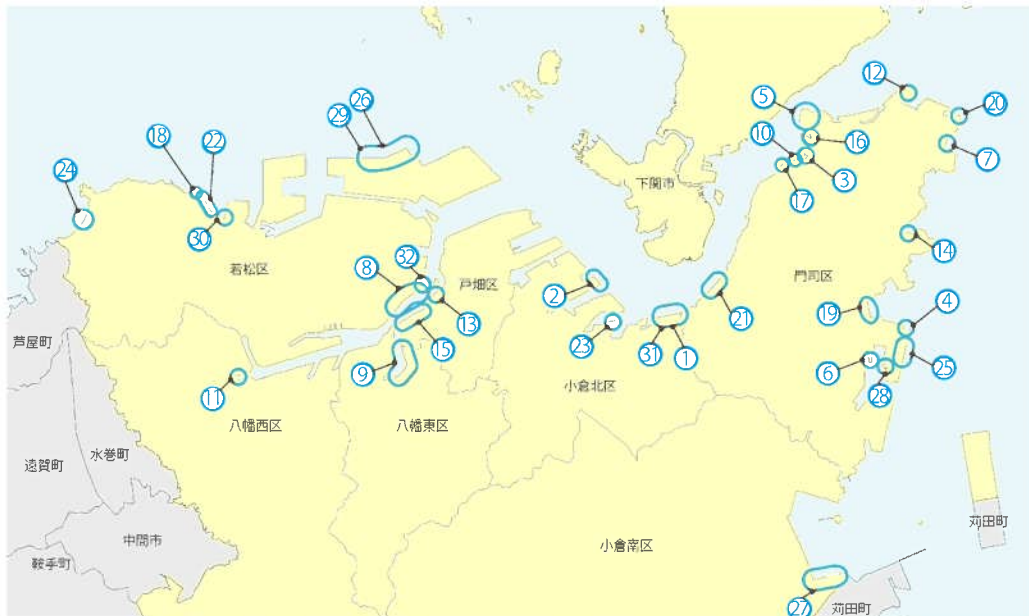 ⑫
⑤
⑳
㉖
⑱
㉒
㉙
⑩
⑯
⑦
㉔
③
下関市
⑰
㉚
⑭
若松区
⑧
㉜
戸畑区
門司区
②
④
⑲
㉑
⑬
㉓
芦屋町
⑮
㉛
①
⑨
⑥
㉕
⑪
小倉北区
㉘
八幡西区
八幡東区
水巻町
遠賀町
苅田町
中間市
小倉南区
鞍手町
㉗
苅田町